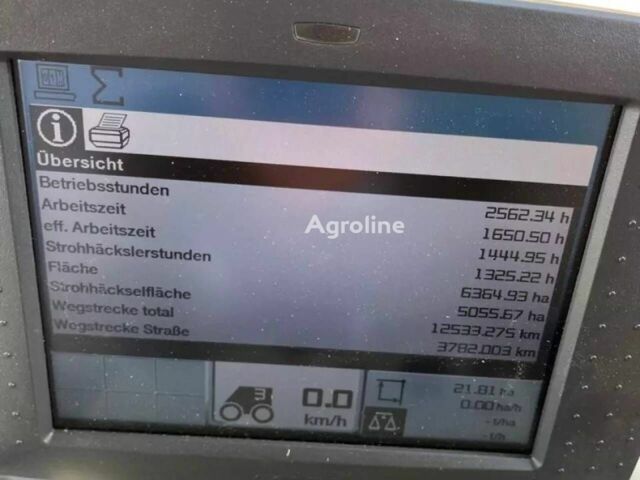 Übersicht
Betriebsstunden 2562.34 h
Arbeitszeit 1650.50 h
eff. Arbeitszeit 1444.95 h
Strohhäckslerstunden 1325.22 h
Fläche 6364.93 ha
Strohhäckselfläche 5055.67 ha
Wegstrecke total 12533.275 km
Wegstrecke Straße 3782.003 km
Agroline
3 0.0 km/h
21.81 ha
0.00 ha/h
- t/ha
- t/h